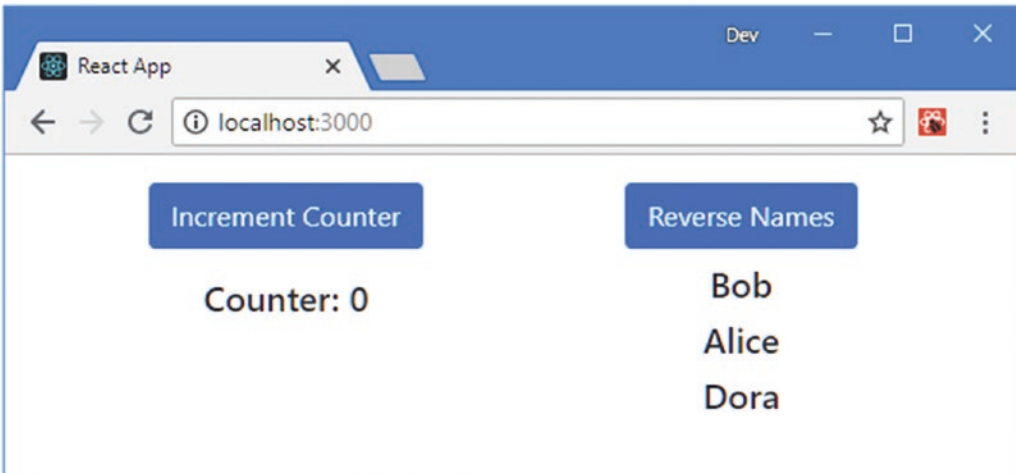 Dev
React App
localhost:3000
Increment Counter
Reverse Names
Counter: 0
Bob
Alice
Dora